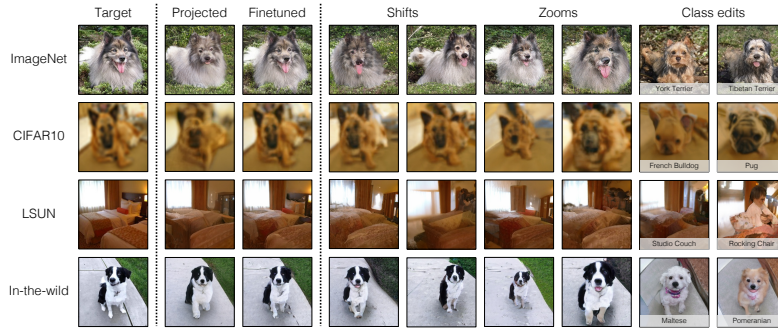 Target Projected Finetuned Shifts Zooms Class edits
ImageNet
York Terrier Tibetan Terrier
CIFAR10
French Bulldog Pug
LSUN
Studio Couch Rocking Chair
In-the-wild
Maltese Pomeranian